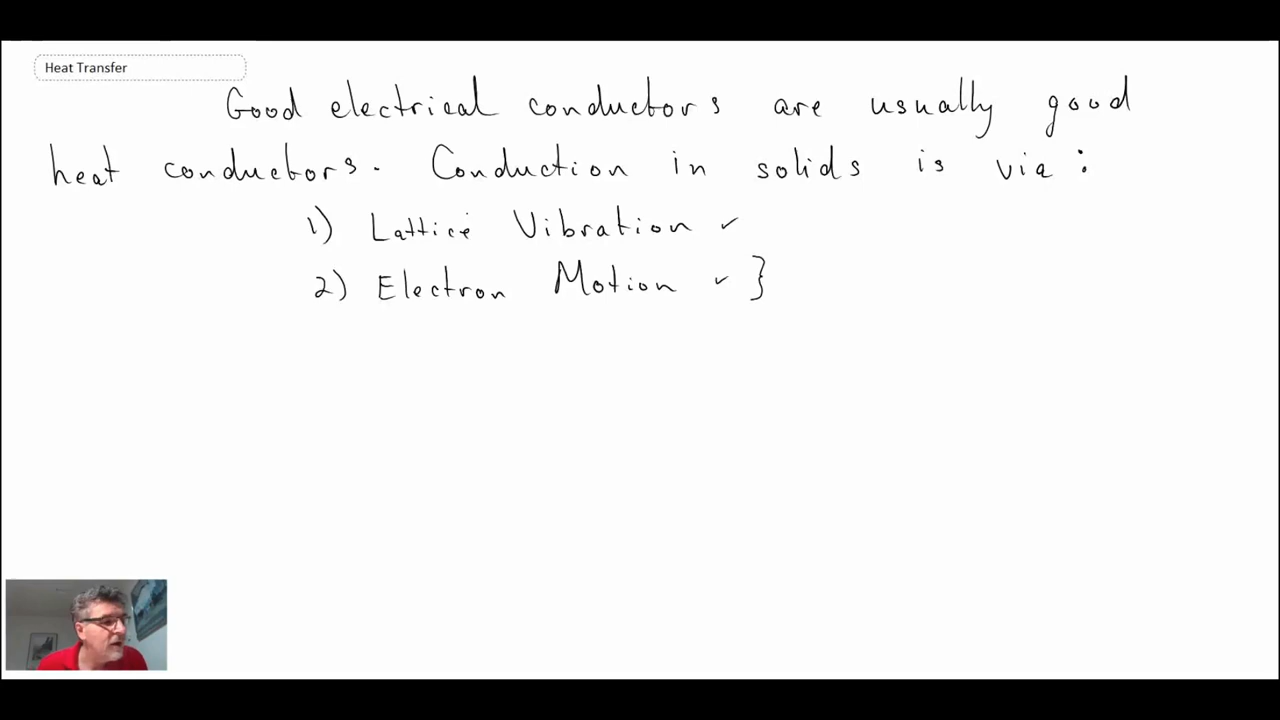 Heat Transfer
Good electrical conductors are usually good
heat conductors. Conduction in solids is via:
1) Lattice Vibration ✓
2) Electron Motion ✓ }